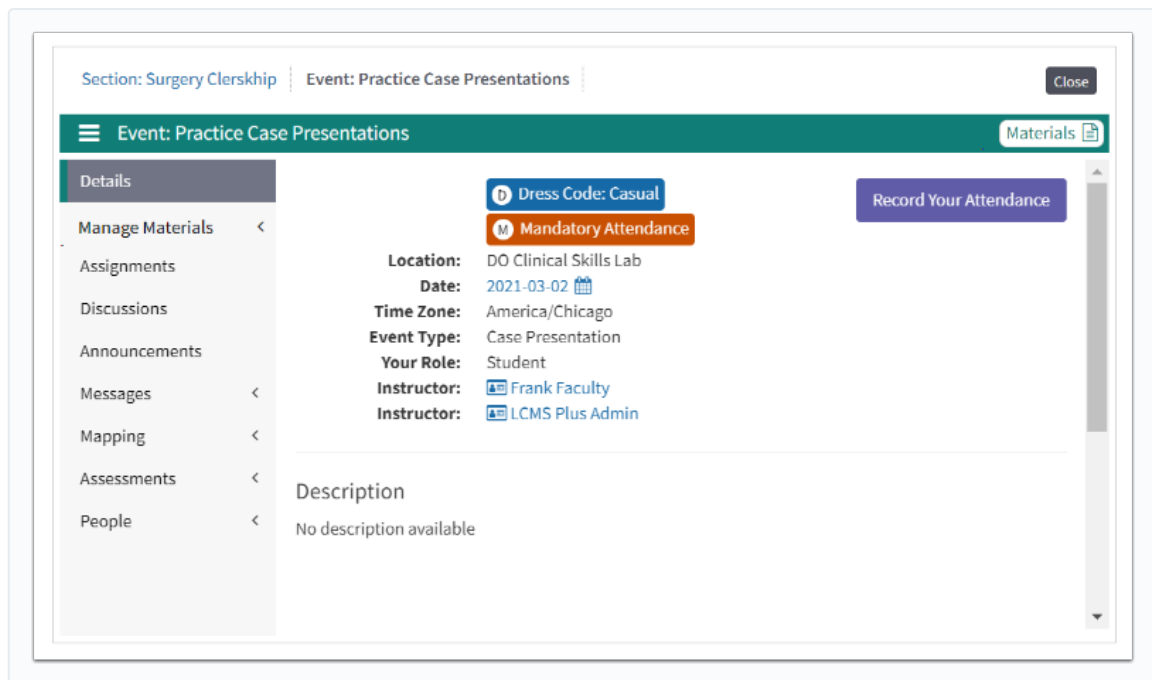 Section: Surgery Clerskhip
Event: Practice Case Presentations
Close
Event: Practice Case Presentations
Materials
Details
Manage Materials
Assignments
Discussions
Announcements
Messages
Mapping
Assessments
People
D Dress Code: Casual
M Mandatory Attendance
Record Your Attendance
Location: DO Clinical Skills Lab
Date: 2021-03-02
Time Zone: America/Chicago
Event Type: Case Presentation
Your Role: Student
Instructor: Frank Faculty
Instructor: LCMS Plus Admin
Description
No description available